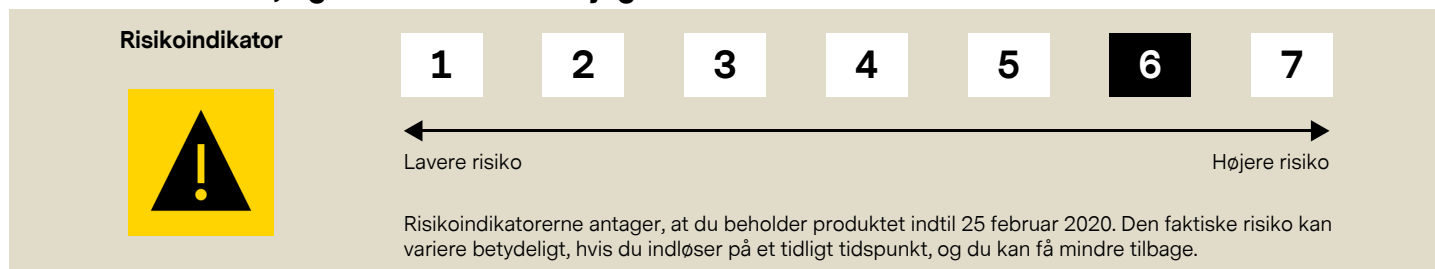 Risikoindikator
1 2 3 4 5 6 7
Lavere risiko Højere risiko
Risikoindikatorerne antager, at du beholder produktet indtil 25 februar 2020. Den faktiske risiko kan
variere betydeligt, hvis du indløser på et tidligt tidspunkt, og du kan få mindre tilbage.